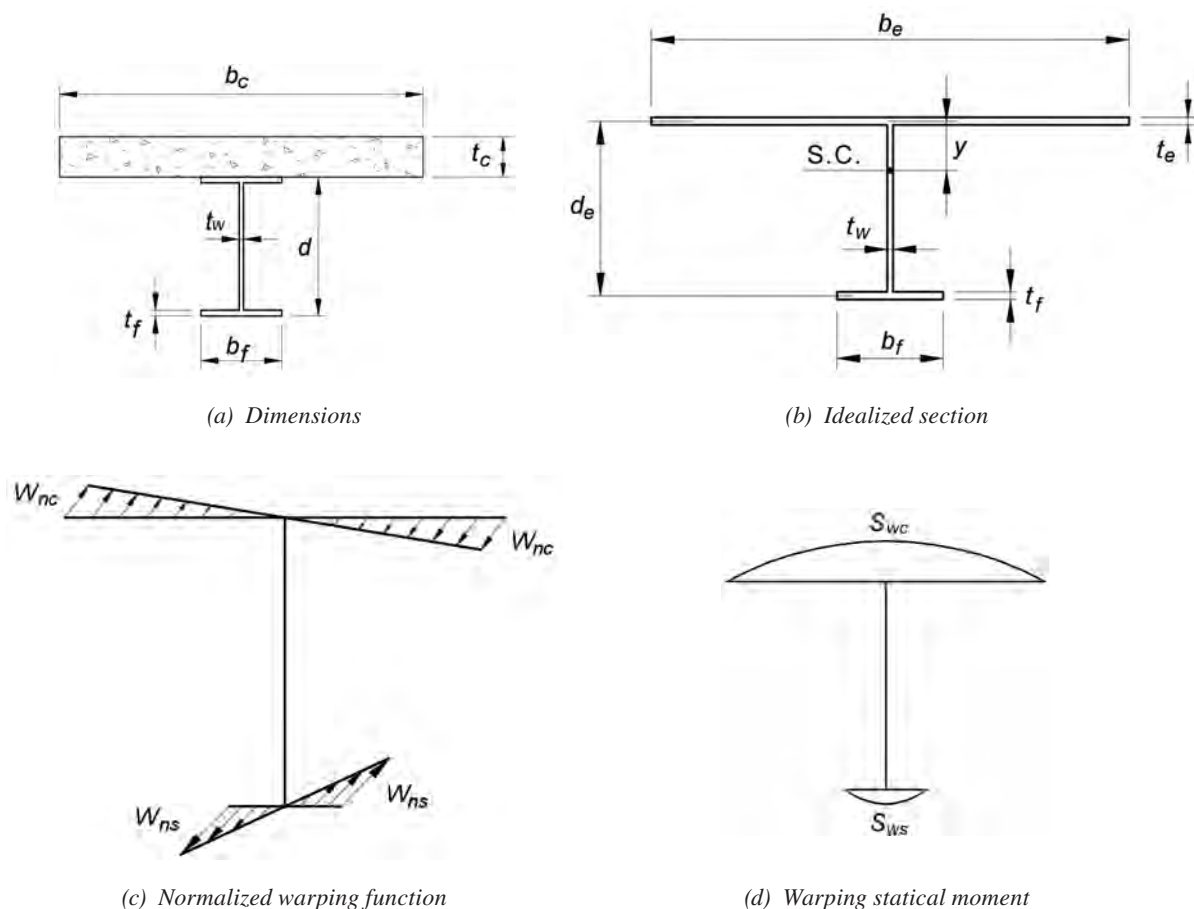 b_c
t_c
t_w
d
t_f
b_f
(a) Dimensions
b_e
S.C.
y
t_e
d_e
t_w
t_f
b_f
(b) Idealized section
W_nc
W_nc
W_ns
W_ns
(c) Normalized warping function
S_wc
S_ws
(d) Warping statical moment